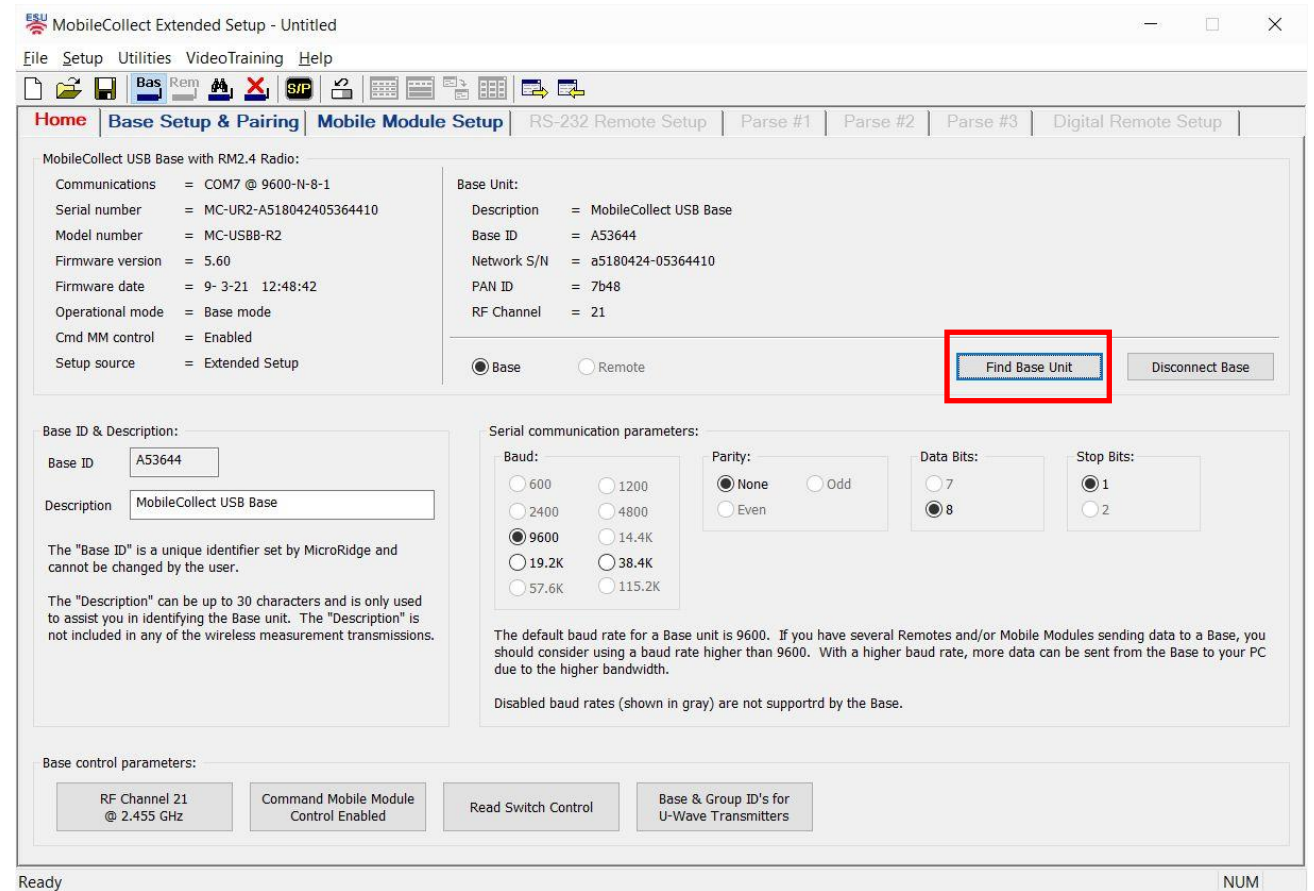 ESU
MobileCollect Extended Setup - Untitled
File Setup Utilities VideoTraining Help
Bas Rem S/P
Home Base Setup & Pairing Mobile Module Setup RS-232 Remote Setup Parse #1 Parse #2 Parse #3 Digital Remote Setup
MobileCollect USB Base with RM2.4 Radio:
Communications = COM7 @ 9600-N-8-1
Serial number = MC-UR2-A518042405364410
Model number = MC-USBB-R2
Firmware version = 5.60
Firmware date = 9- 3-21 12:48:42
Operational mode = Base mode
Cmd MM control = Enabled
Setup source = Extended Setup
Base Unit:
Description = MobileCollect USB Base
Base ID = A53644
Network S/N = a5180424-05364410
PAN ID = 7b48
RF Channel = 21
Base Remote Find Base Unit Disconnect Base
Base ID & Description:
Base ID A53644
Description MobileCollect USB Base
The "Base ID" is a unique identifier set by MicroRidge and
cannot be changed by the user.
The "Description" can be up to 30 characters and is only used
to assist you in identifying the Base unit. The "Description" is
not included in any of the wireless measurement transmissions.
Serial communication parameters:
Baud:
600 1200
2400 4800
9600 14.4K
19.2K 38.4K
57.6K 115.2K
Parity:
None Odd
Even
Data Bits:
7
8
Stop Bits:
1
2
The default baud rate for a Base unit is 9600. If you have several Remotes and/or Mobile Modules sending data to a Base, you
should consider using a baud rate higher than 9600. With a higher baud rate, more data can be sent from the Base to your PC
due to the higher bandwidth.
Disabled baud rates (shown in gray) are not supportrd by the Base.
Base control parameters:
RF Channel 21
@ 2.455 GHz
Command Mobile Module
Control Enabled
Read Switch Control
Base & Group ID's for
U-Wave Transmitters
Ready NUM